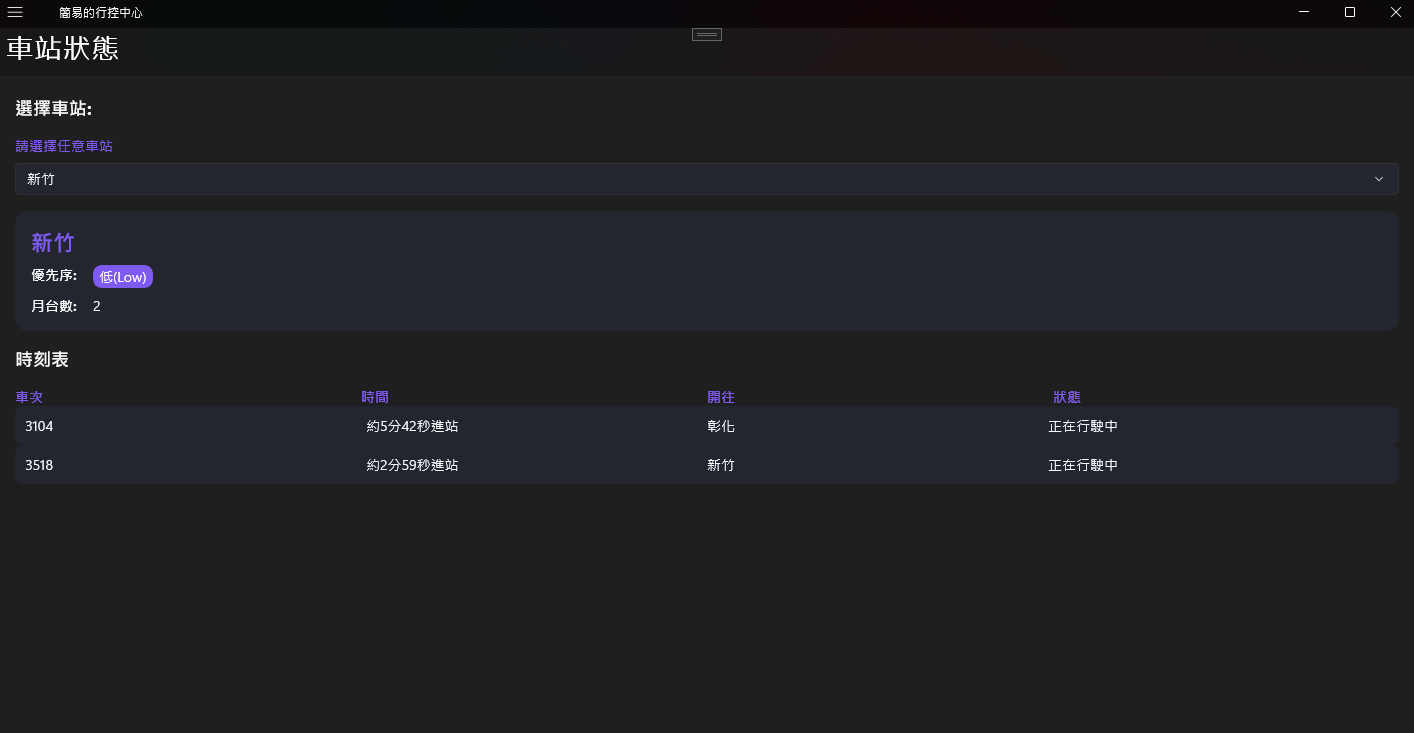 簡易的行控中心
車站狀態
選擇車站:
請選擇任意車站
新竹
新竹
優先序: 低(Low)
月台數: 2
時刻表
車次 時間 開往 狀態
3104 約5分42秒進站 彰化 正在行駛中
3518 約2分59秒進站 新竹 正在行駛中